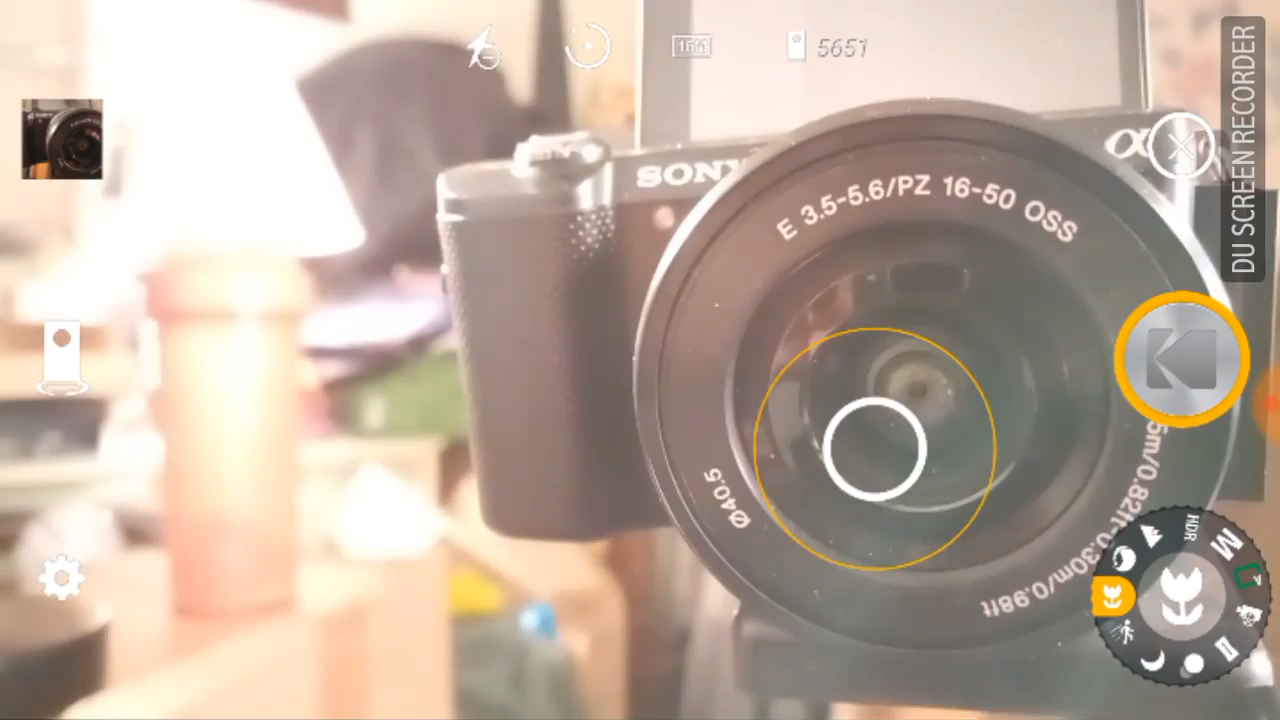 16M
5651
DU SCREEN RECORDER
SONY
α
E 3.5-5.6/PZ 16-50 OSS
Ø40.5
5m/0.82ft-0.30m/0.98ft
HDR
M